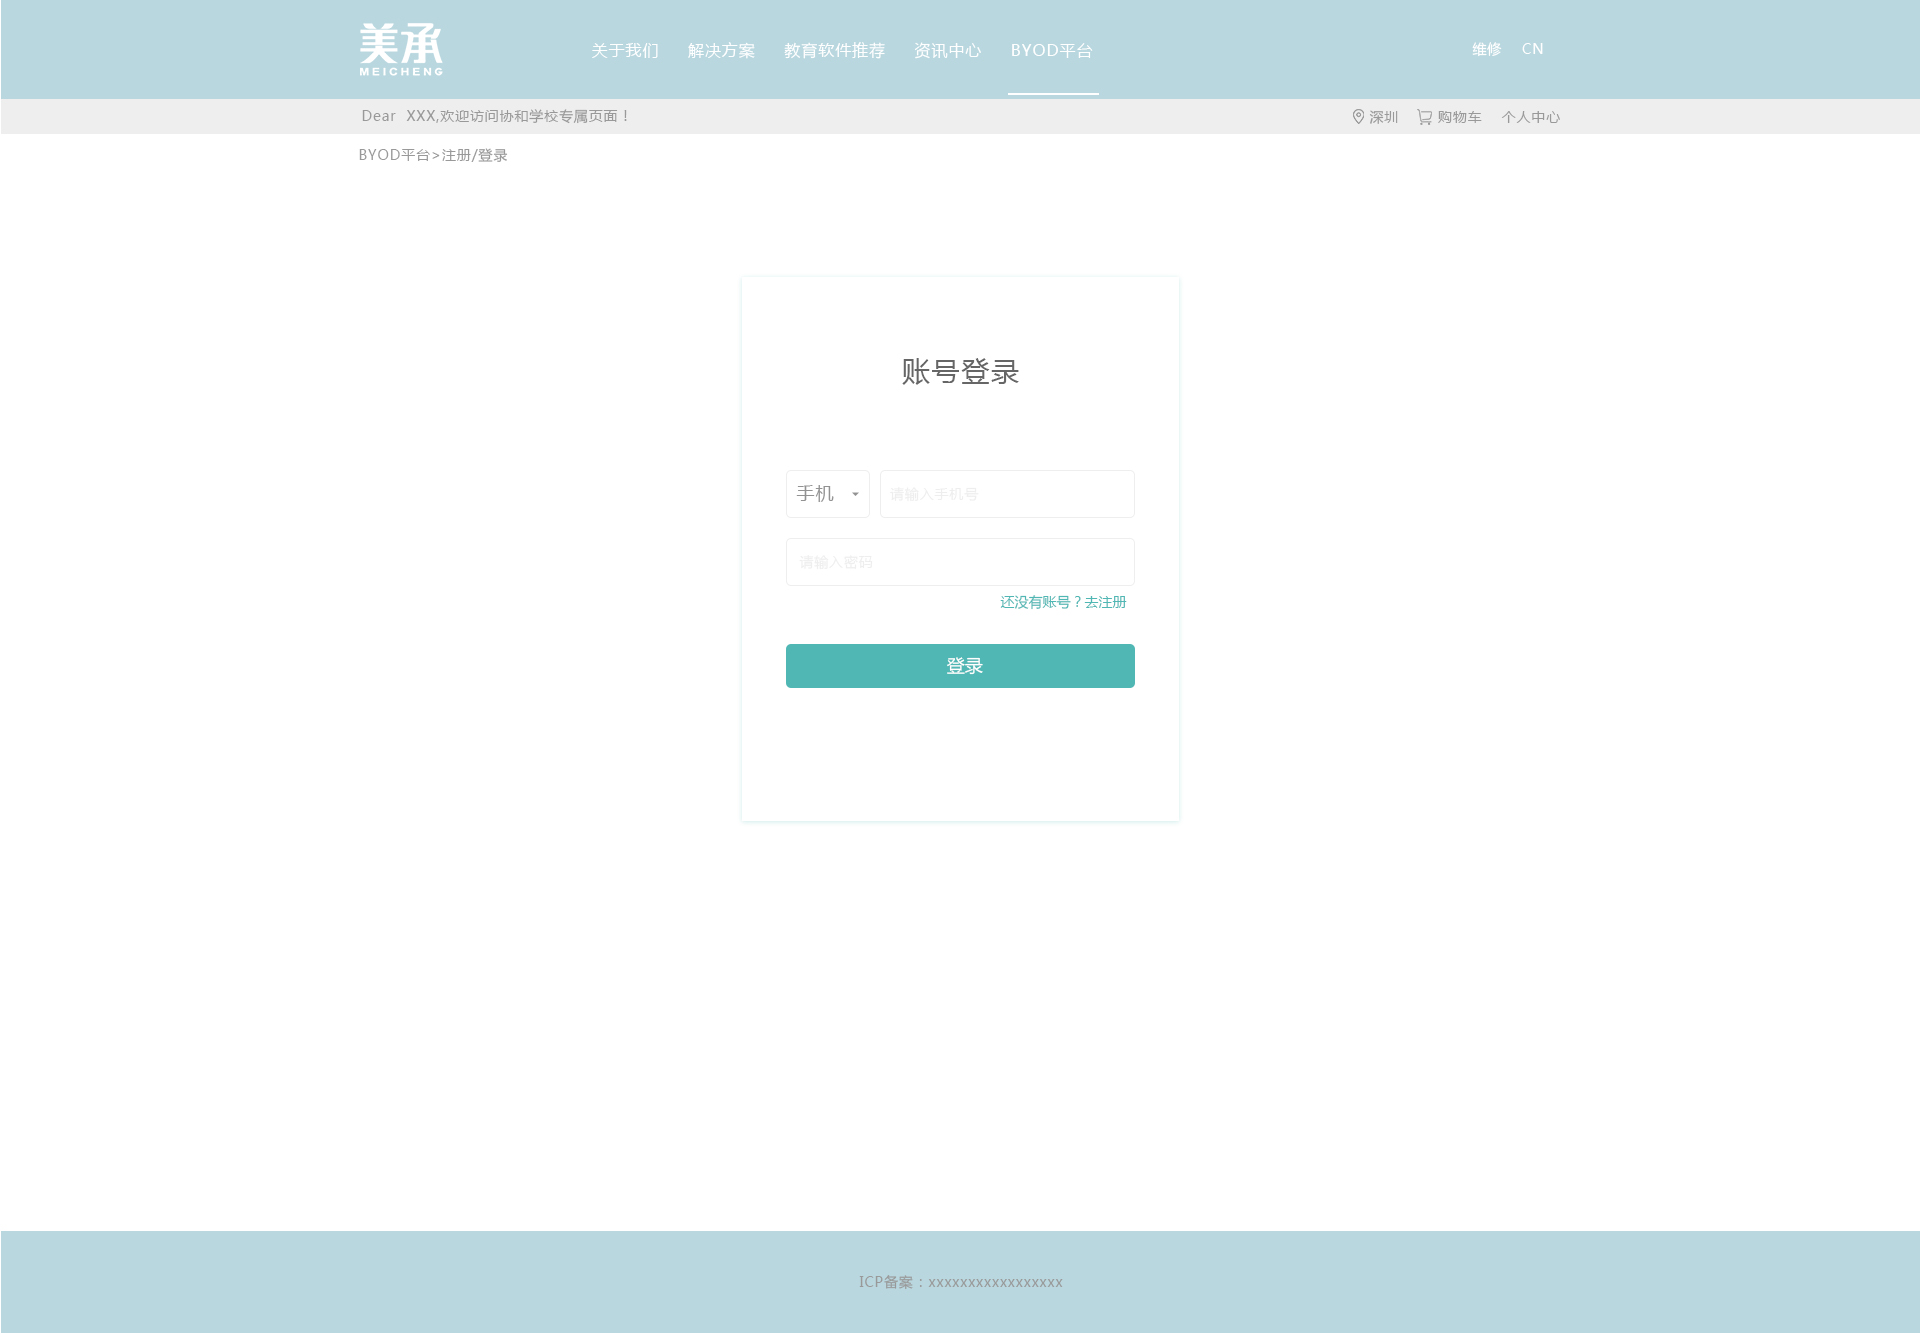 美承
MEICHENG
关于我们 解决方案 教育软件推荐 资讯中心 BYOD平台 维修 CN
Dear XXX,欢迎访问协和学校专属页面！ 深圳 购物车 个人中心
BYOD平台>注册/登录
账号登录
手机 请输入手机号
请输入密码
还没有账号？去注册
登录
ICP备案：xxxxxxxxxxxxxxxxx